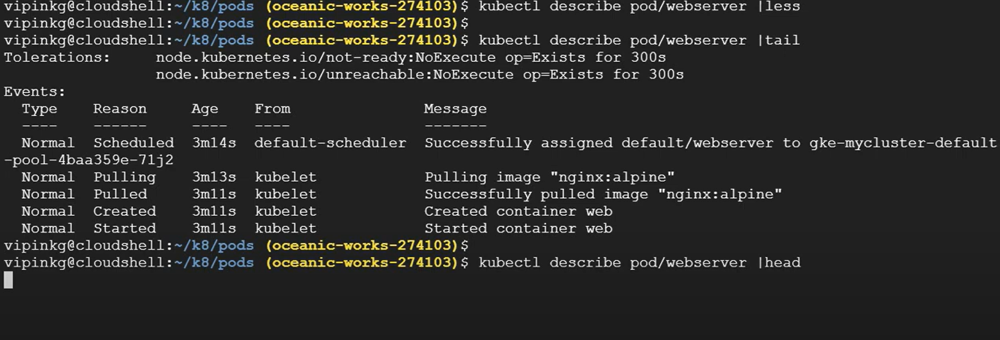 vipinkg@cloudshell:~/k8/pods (oceanic-works-274103)$ kubectl describe pod/webserver |less
vipinkg@cloudshell:~/k8/pods (oceanic-works-274103)$
vipinkg@cloudshell:~/k8/pods (oceanic-works-274103)$ kubectl describe pod/webserver |tail
Tolerations:     node.kubernetes.io/not-ready:NoExecute op=Exists for 300s
                 node.kubernetes.io/unreachable:NoExecute op=Exists for 300s
Events:
  Type    Reason     Age    From               Message
  ----    ------     ----   ----               -------
  Normal  Scheduled  3m14s  default-scheduler  Successfully assigned default/webserver to gke-mycluster-default
-pool-4baa359e-71j2
  Normal  Pulling    3m13s  kubelet            Pulling image "nginx:alpine"
  Normal  Pulled     3m11s  kubelet            Successfully pulled image "nginx:alpine"
  Normal  Created    3m11s  kubelet            Created container web
  Normal  Started    3m11s  kubelet            Started container web
vipinkg@cloudshell:~/k8/pods (oceanic-works-274103)$
vipinkg@cloudshell:~/k8/pods (oceanic-works-274103)$ kubectl describe pod/webserver |head